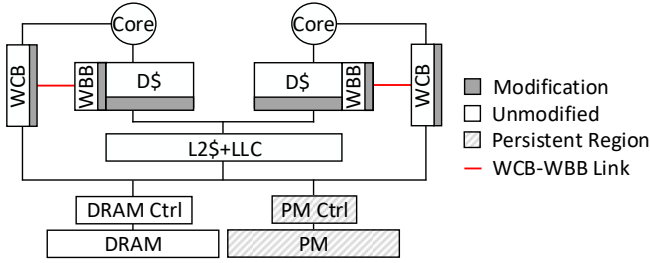 Core
Core
WCB
WBB
D$
D$
WBB
WCB
Modification
Unmodified
Persistent Region
WCB-WBB Link
L2$+LLC
DRAM Ctrl
PM Ctrl
DRAM
PM